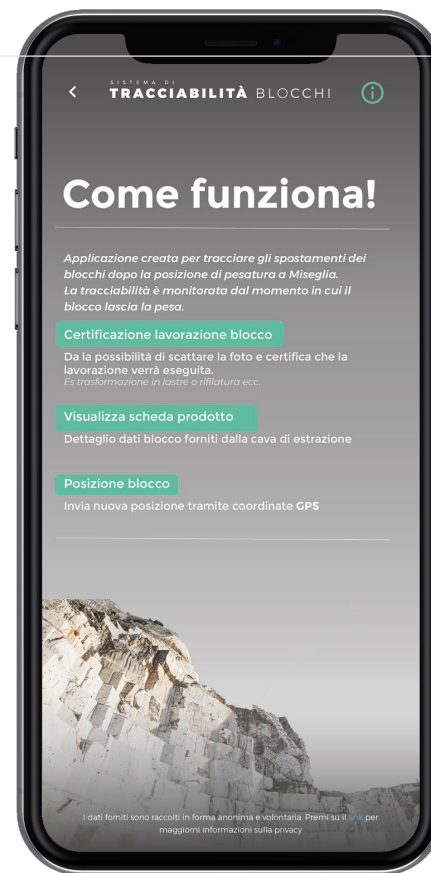 SISTEMA DI
TRACCIABILITÀ BLOCCHI
Come funziona!
Applicazione creata per tracciare gli spostamenti dei
blocchi dopo la posizione di pesatura a Miseglia.
La tracciabilità è monitorata dal momento in cui il
blocco lascia la pesa.
Certificazione lavorazione blocco
Da la possibilità di scattare la foto e certifica che la
lavorazione verrà eseguita.
Es trasformazione in lastre o rifilatura ecc.
Visualizza scheda prodotto
Dettaglio dati blocco forniti dalla cava di estrazione
Posizione blocco
Invia nuova posizione tramite coordinate GPS
I dati forniti sono raccolti in forma anonima e volontaria. Premi su il link per
maggiorni informazioni sulla privacy